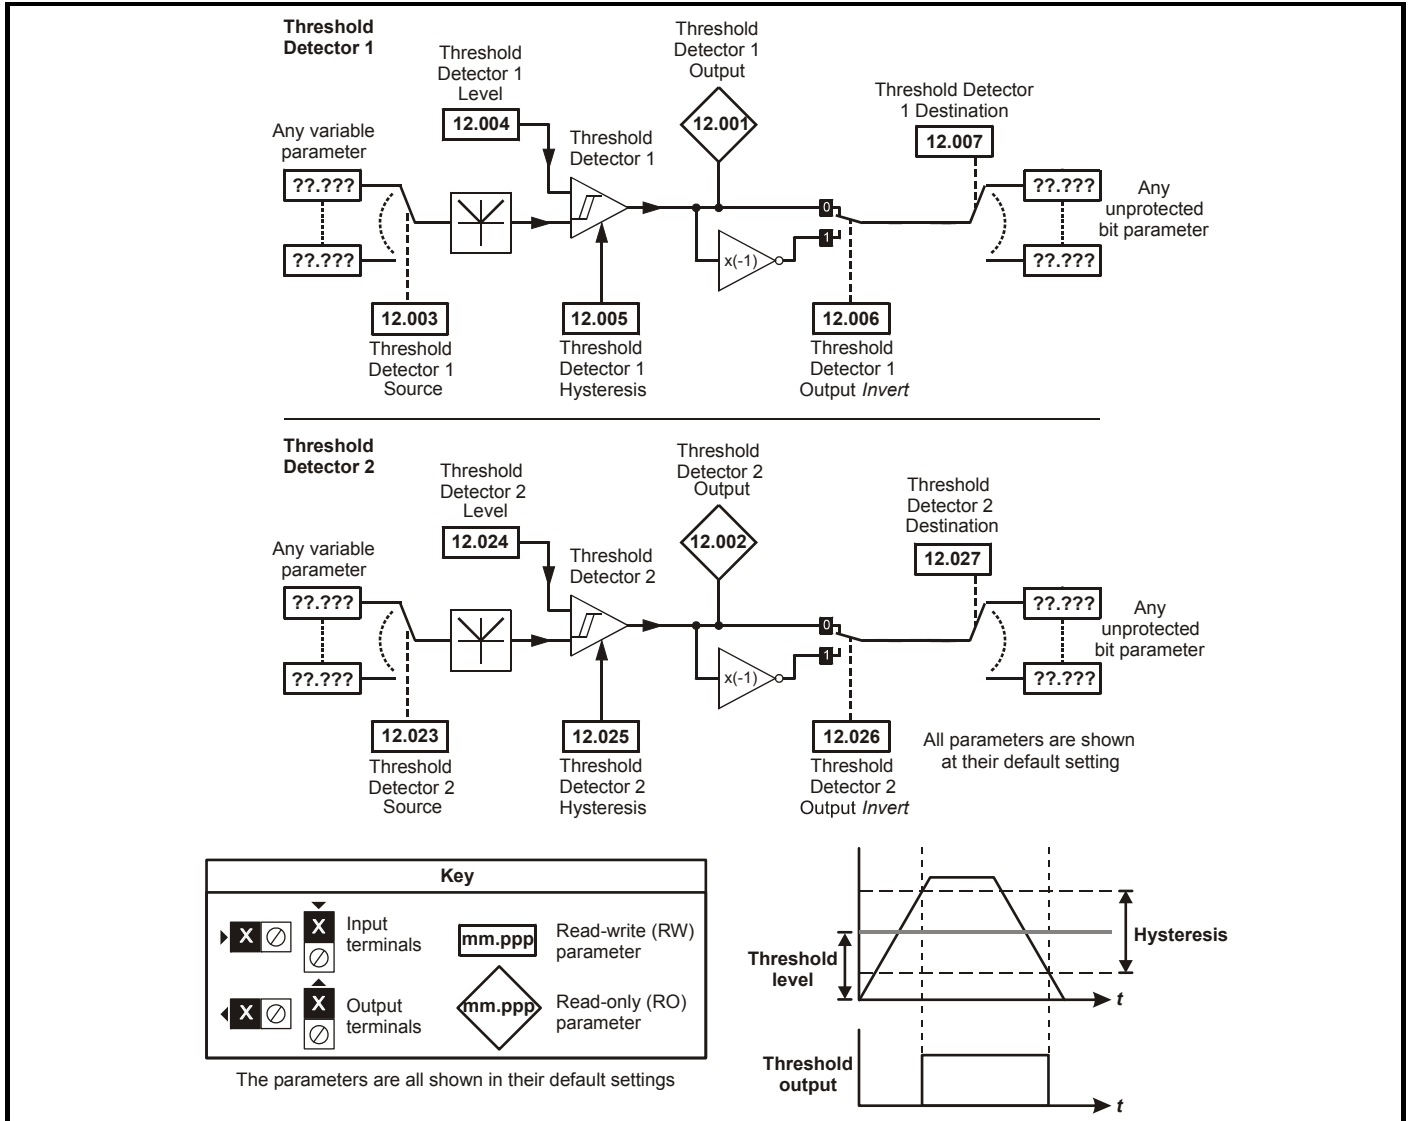 Threshold
Detector 1
Threshold
Detector 1
Level
12.004
Threshold
Detector 1
Output
12.001
Threshold Detector
1 Destination
12.007
Any variable
parameter
??.???
??.???
Threshold
Detector 1
x(-1)
0
1
??.???
??.???
Any
unprotected
bit parameter
12.003
Threshold
Detector 1
Source
12.005
Threshold
Detector 1
Hysteresis
12.006
Threshold
Detector 1
Output Invert
Threshold
Detector 2
Threshold
Detector 2
Level
12.024
Threshold
Detector 2
Output
12.002
Threshold
Detector 2
Destination
12.027
Any variable
parameter
??.???
??.???
Threshold
Detector 2
x(-1)
0
1
??.???
??.???
Any
unprotected
bit parameter
12.023
Threshold
Detector 2
Source
12.025
Threshold
Detector 2
Hysteresis
12.026
Threshold
Detector 2
Output Invert
All parameters are shown
at their default setting
Key
X
X
Input
terminals
mm.ppp
Read-write (RW)
parameter
X
X
Output
terminals
mm.ppp
Read-only (RO)
parameter
The parameters are all shown in their default settings
Threshold
level
Hysteresis
t
Threshold
output
t